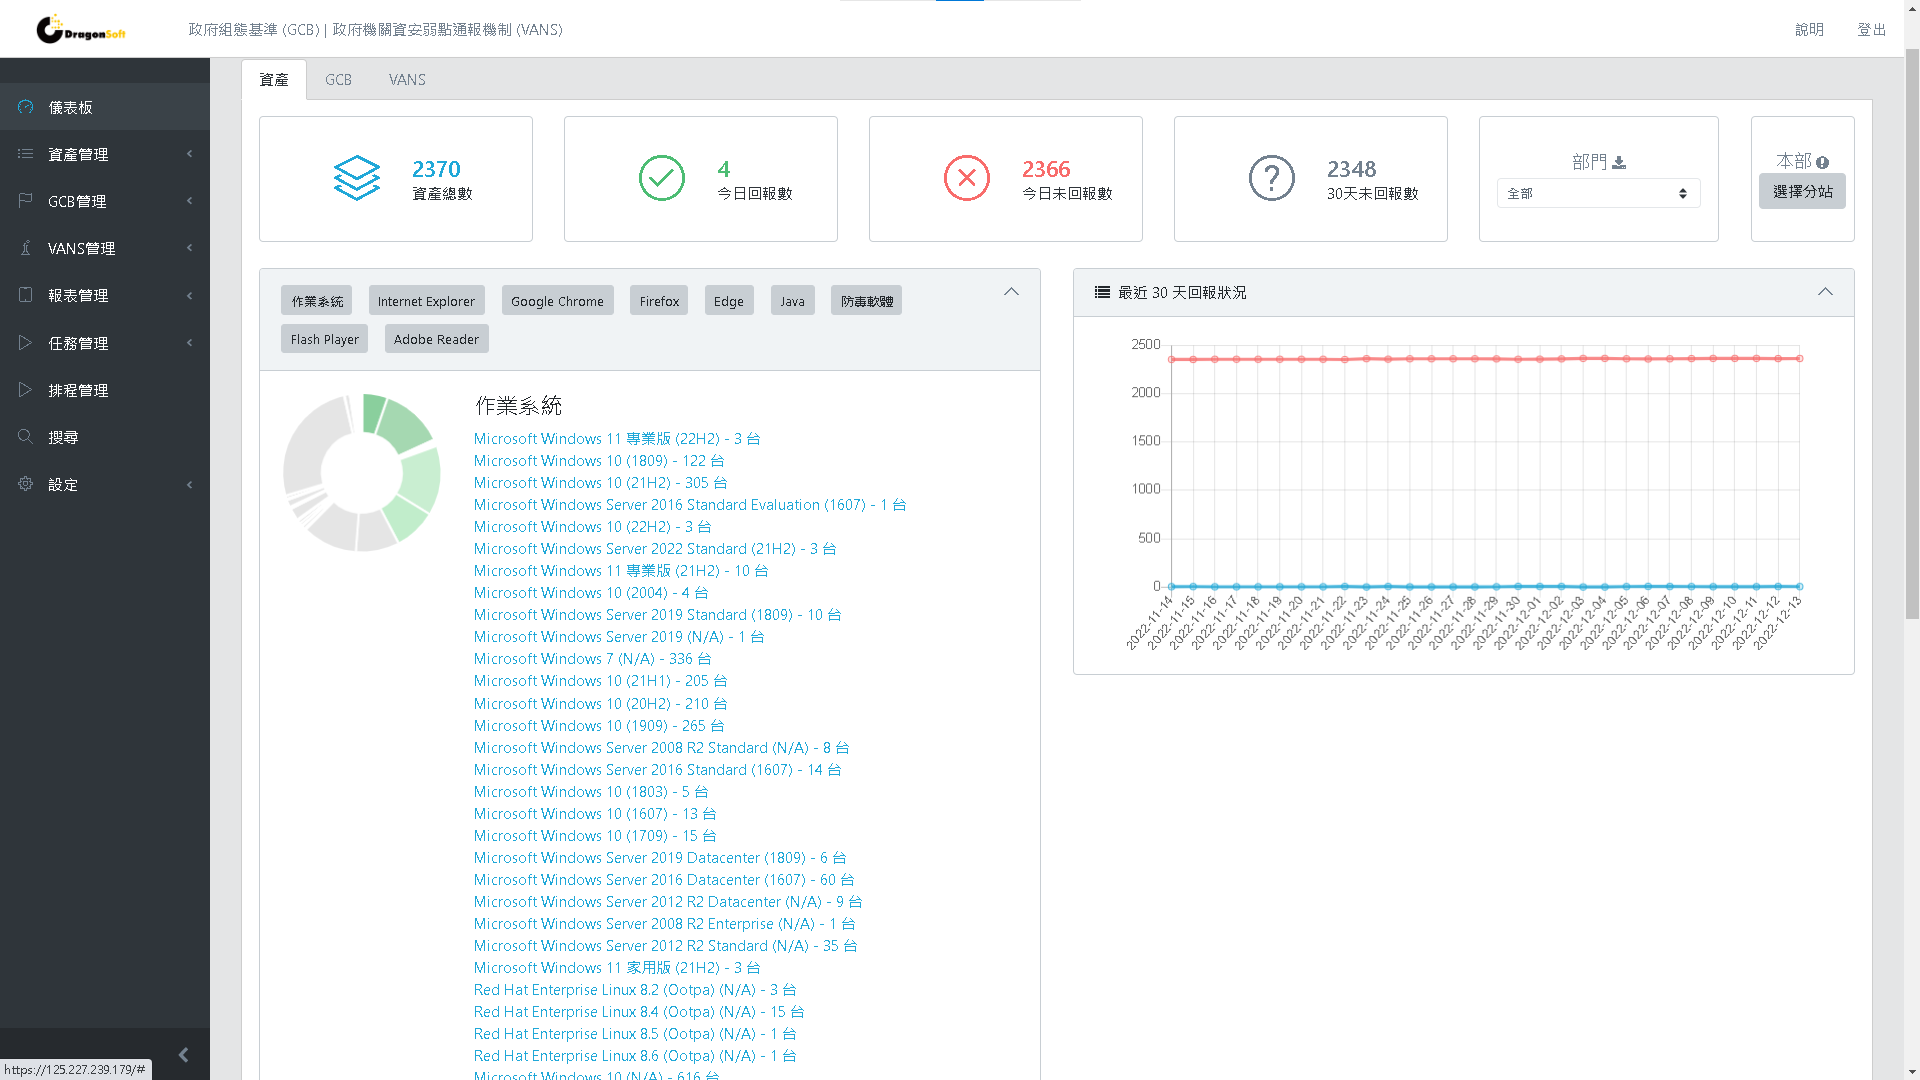 DragonSoft
政府組態基準 (GCB) | 政府機關資安弱點通報機制 (VANS)
說明
登出
儀表板
資產管理
GCB管理
VANS管理
報表管理
任務管理
排程管理
搜尋
設定
資產
GCB
VANS
2370
資產總數
4
今日回報數
2366
今日未回報數
2348
30天未回報數
部門
全部
本部
選擇分站
作業系統
Internet Explorer
Google Chrome
Firefox
Edge
Java
防毒軟體
Flash Player
Adobe Reader
作業系統
Microsoft Windows 11 專業版 (22H2) - 3 台
Microsoft Windows 10 (1809) - 122 台
Microsoft Windows 10 (21H2) - 305 台
Microsoft Windows Server 2016 Standard Evaluation (1607) - 1 台
Microsoft Windows 10 (22H2) - 3 台
Microsoft Windows Server 2022 Standard (21H2) - 3 台
Microsoft Windows 11 專業版 (21H2) - 10 台
Microsoft Windows 10 (2004) - 4 台
Microsoft Windows Server 2019 Standard (1809) - 10 台
Microsoft Windows Server 2019 (N/A) - 1 台
Microsoft Windows 7 (N/A) - 336 台
Microsoft Windows 10 (21H1) - 205 台
Microsoft Windows 10 (20H2) - 210 台
Microsoft Windows 10 (1909) - 265 台
Microsoft Windows Server 2008 R2 Standard (N/A) - 8 台
Microsoft Windows Server 2016 Standard (1607) - 14 台
Microsoft Windows 10 (1803) - 5 台
Microsoft Windows 10 (1607) - 13 台
Microsoft Windows 10 (1709) - 15 台
Microsoft Windows Server 2019 Datacenter (1809) - 6 台
Microsoft Windows Server 2016 Datacenter (1607) - 60 台
Microsoft Windows Server 2012 R2 Datacenter (N/A) - 9 台
Microsoft Windows Server 2008 R2 Enterprise (N/A) - 1 台
Microsoft Windows Server 2012 R2 Standard (N/A) - 35 台
Microsoft Windows 11 家用版 (21H2) - 3 台
Red Hat Enterprise Linux 8.2 (Ootpa) (N/A) - 3 台
Red Hat Enterprise Linux 8.4 (Ootpa) (N/A) - 15 台
Red Hat Enterprise Linux 8.5 (Ootpa) (N/A) - 1 台
Red Hat Enterprise Linux 8.6 (Ootpa) (N/A) - 1 台
Microsoft Windows 10 (N/A) - 616 台
最近 30 天回報狀況
2500
2000
1500
1000
500
0
2022-11-14
2022-11-15
2022-11-16
2022-11-17
2022-11-18
2022-11-19
2022-11-20
2022-11-21
2022-11-22
2022-11-23
2022-11-24
2022-11-25
2022-11-26
2022-11-27
2022-11-28
2022-11-29
2022-11-30
2022-12-01
2022-12-02
2022-12-03
2022-12-04
2022-12-05
2022-12-06
2022-12-07
2022-12-08
2022-12-09
2022-12-10
2022-12-11
2022-12-12
2022-12-13
https://125.227.239.179/#